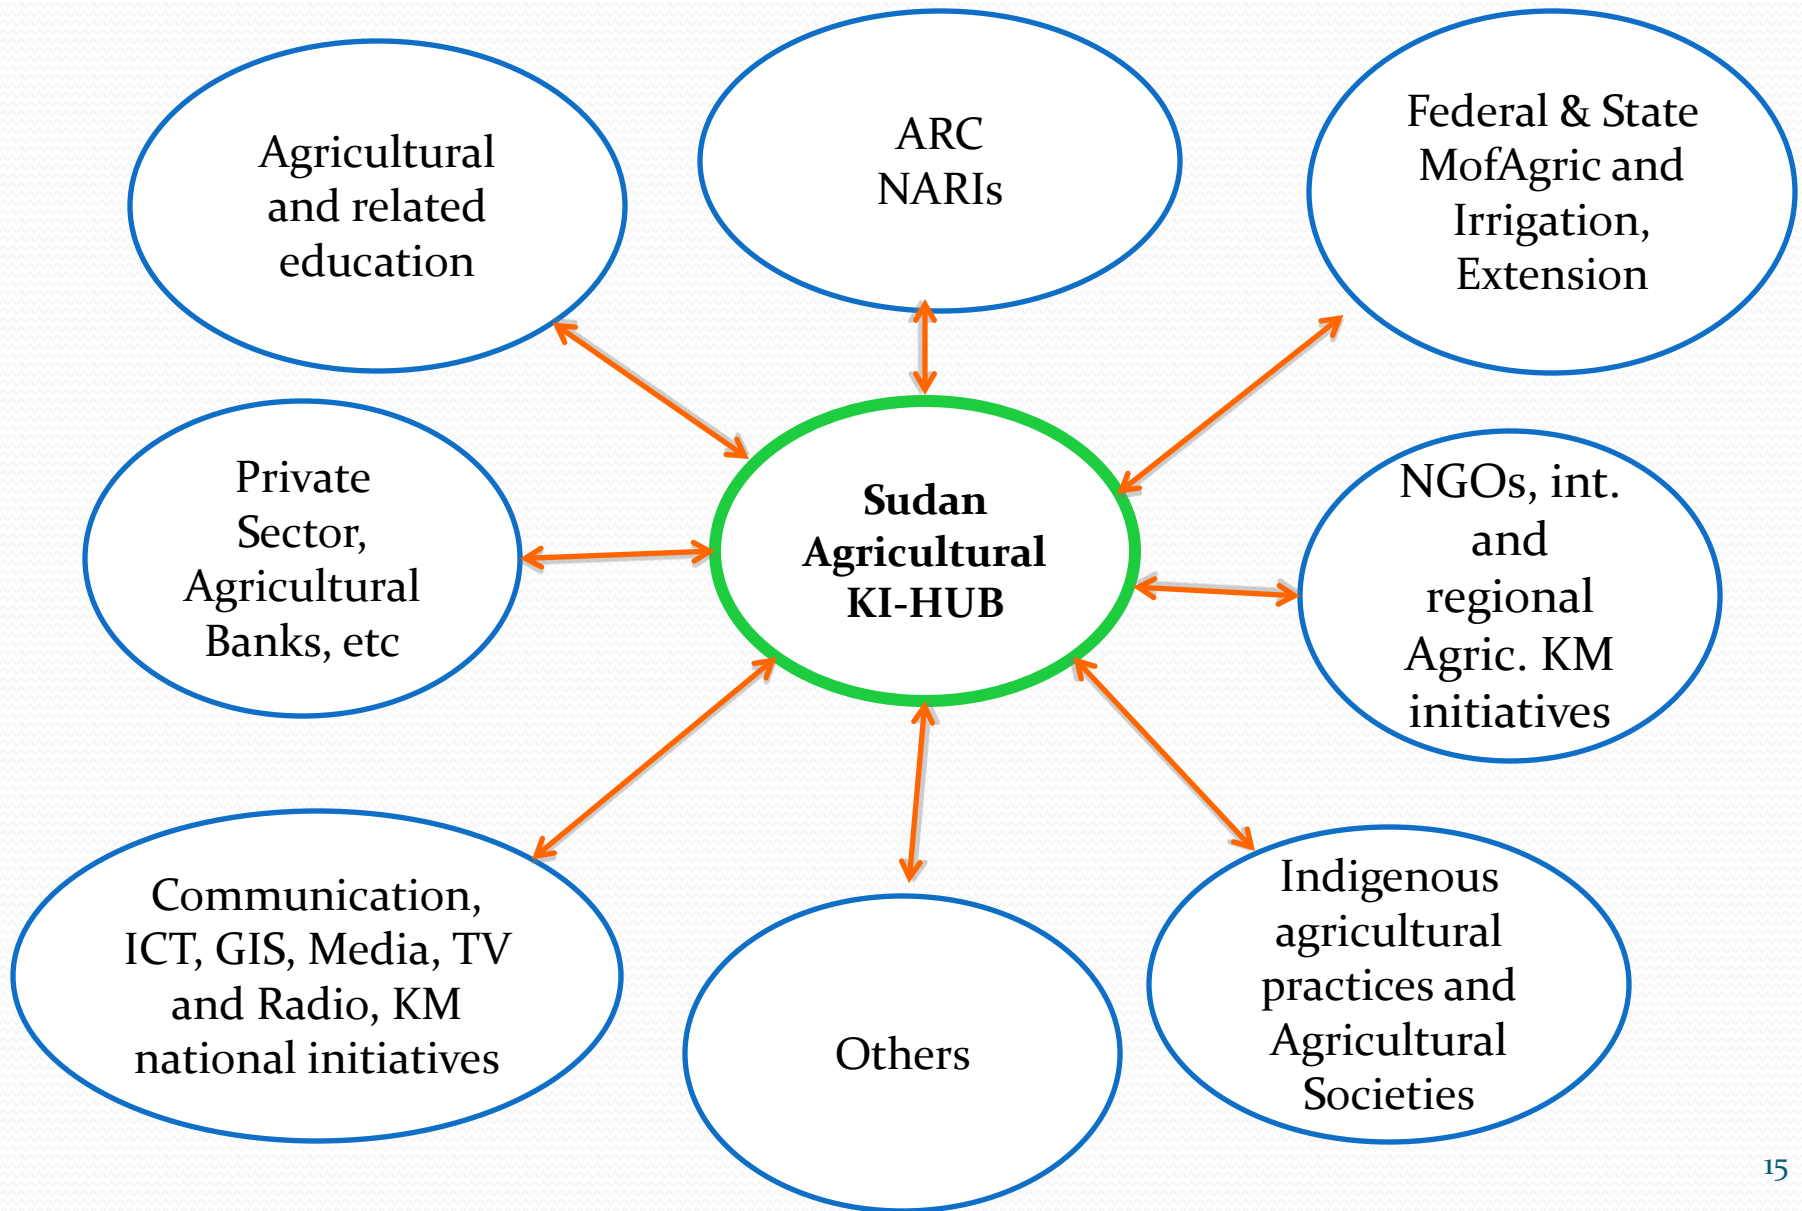 Agricultural
and related
education
ARC
NARIs
Federal & State
MofAgric and
Irrigation,
Extension
Private
Sector,
Agricultural
Banks, etc
Sudan
Agricultural
KI-HUB
NGOs, int.
and
regional
Agric. KM
initiatives
Communication,
ICT, GIS, Media, TV
and Radio, KM
national initiatives
Others
Indigenous
agricultural
practices and
Agricultural
Societies
15